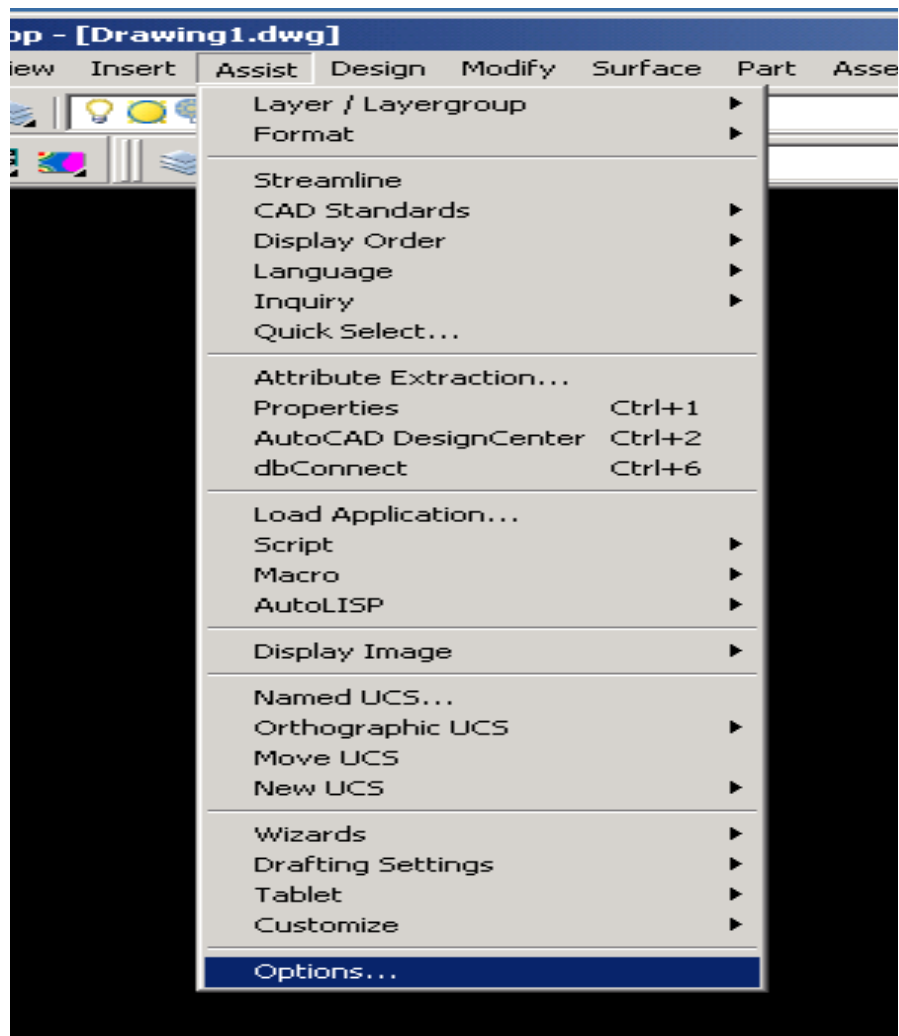 op - [Drawing1.dwg]
iew Insert Assist Design Modify Surface Part Asse
Layer / Layergroup
Format
Streamline
CAD Standards
Display Order
Language
Inquiry
Quick Select...
Attribute Extraction...
Properties Ctrl+1
AutoCAD DesignCenter Ctrl+2
dbConnect Ctrl+6
Load Application...
Script
Macro
AutoLISP
Display Image
Named UCS...
Orthographic UCS
Move UCS
New UCS
Wizards
Drafting Settings
Tablet
Customize
Options...